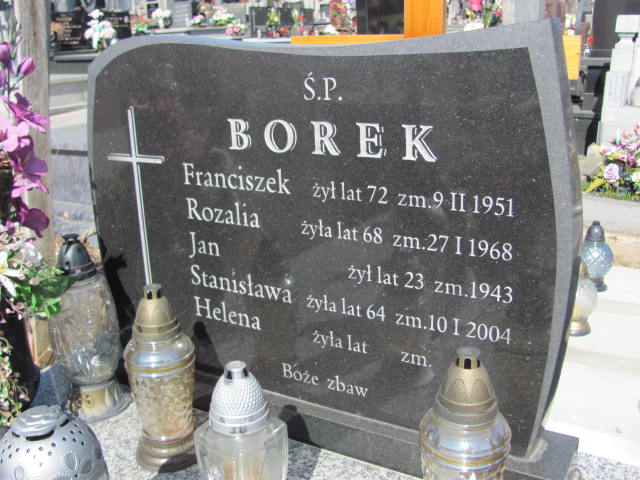 Ś.P.
BOREK
Franciszek żył lat 72 zm.9 II 1951
Rozalia żyła lat 68 zm.27 I 1968
Jan żył lat 23 zm.1943
Stanisława żyła lat 64 zm.10 I 2004
Helena żyła lat zm.
Boże zbaw